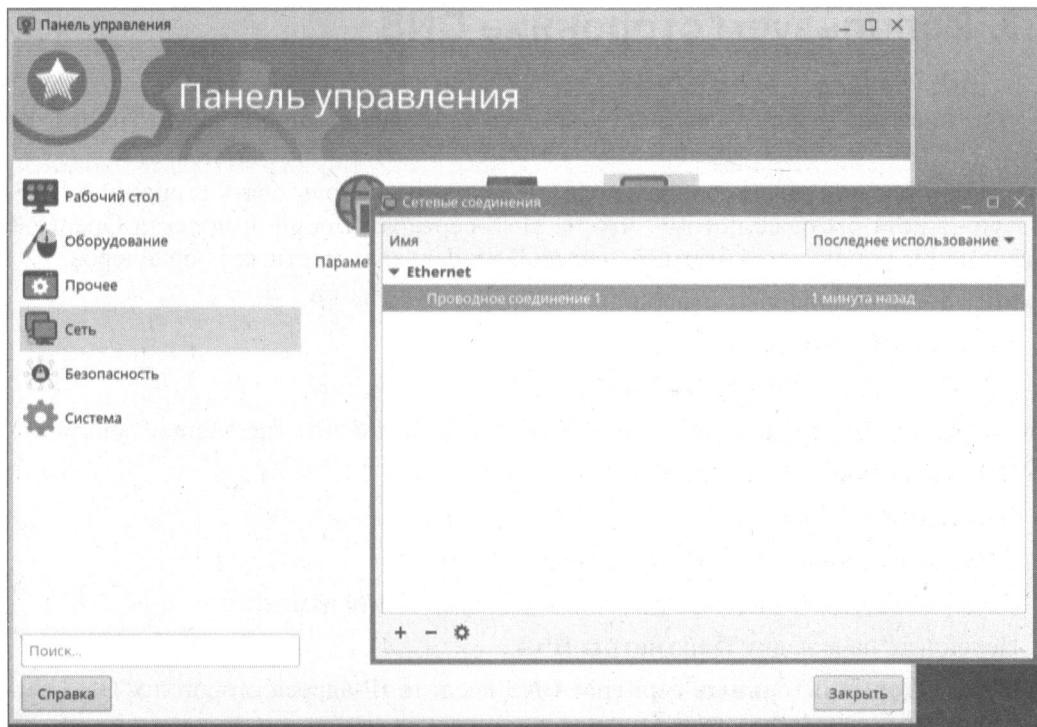 Панель управления
Панель управления
Рабочий стол
Оборудование
Прочее
Сеть
Безопасность
Система
Поиск...
Справка
Закрыть
Параме
Сетевые соединения
Имя
Последнее использование
Ethernet
Проводное соединение 1
1 минута назад